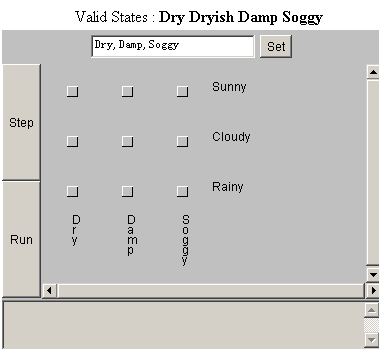 Valid States : Dry Dryish Damp Soggy
Dry, Damp, Soggy Set
Step
Sunny
Cloudy
Rainy
Run
Dry Damp Soggy